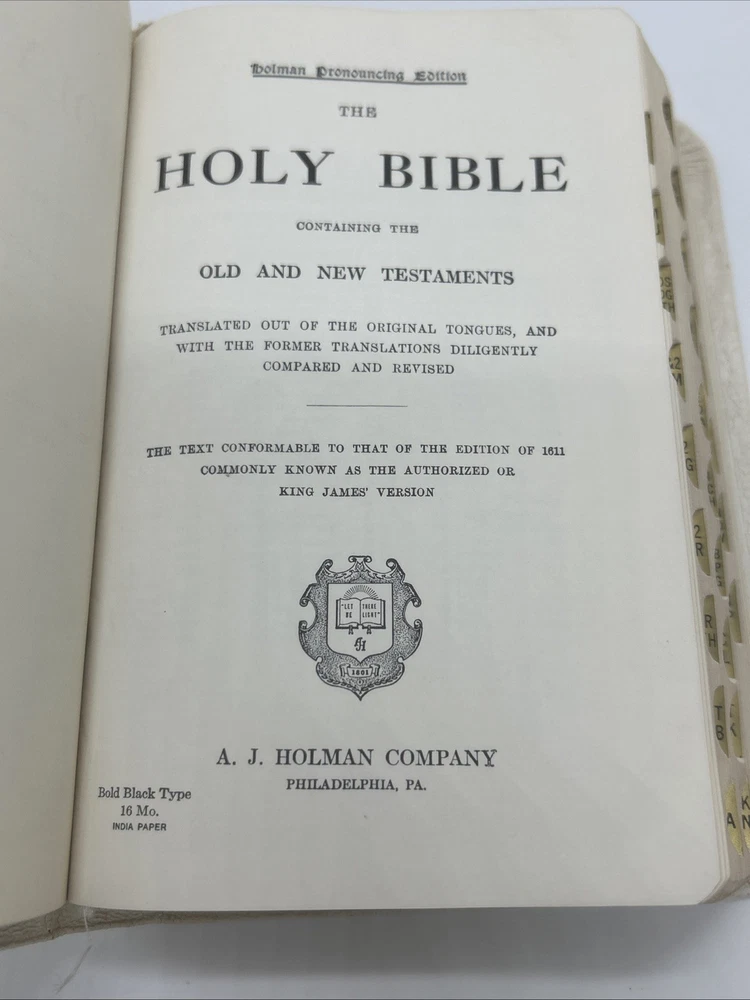 Holman Pronouncing Edition
THE
HOLY BIBLE
CONTAINING THE
OLD AND NEW TESTAMENTS
TRANSLATED OUT OF THE ORIGINAL TONGUES, AND
WITH THE FORMER TRANSLATIONS DILIGENTLY
COMPARED AND REVISED
THE TEXT CONFORMABLE TO THAT OF THE EDITION OF 1611
COMMONLY KNOWN AS THE AUTHORIZED OR
KING JAMES' VERSION
"LET THERE
BE LIGHT"
1801
A. J. HOLMAN COMPANY
PHILADELPHIA, PA.
Bold Black Type
16 Mo.
INDIA PAPER